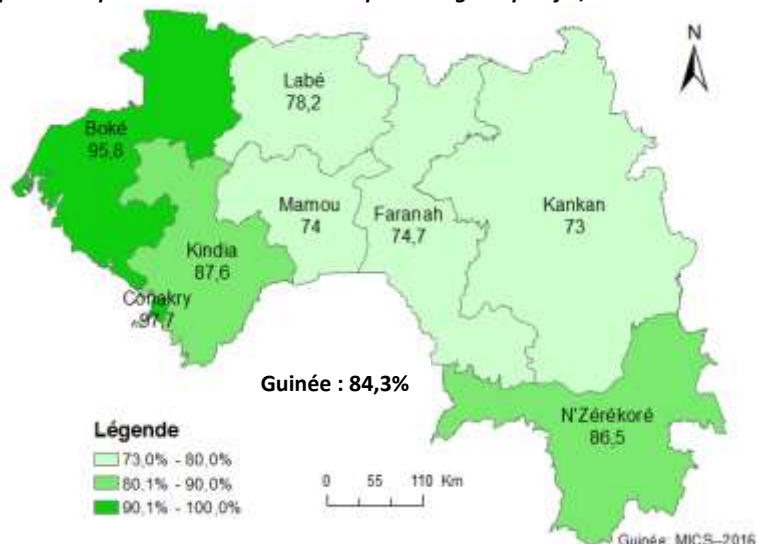 N
Labé
78,2
Boké
95,8
Mamou
74
Faranah
74,7
Kankan
73
Kindia
87,6
Conakry
97,7
Guinée : 84,3%
N'Zérékoré
86,5
Légende
73,0% - 80,0%
80,1% - 90,0%
90,1% - 100,0%
0 55 110 Km
Guinée: MICS-2016